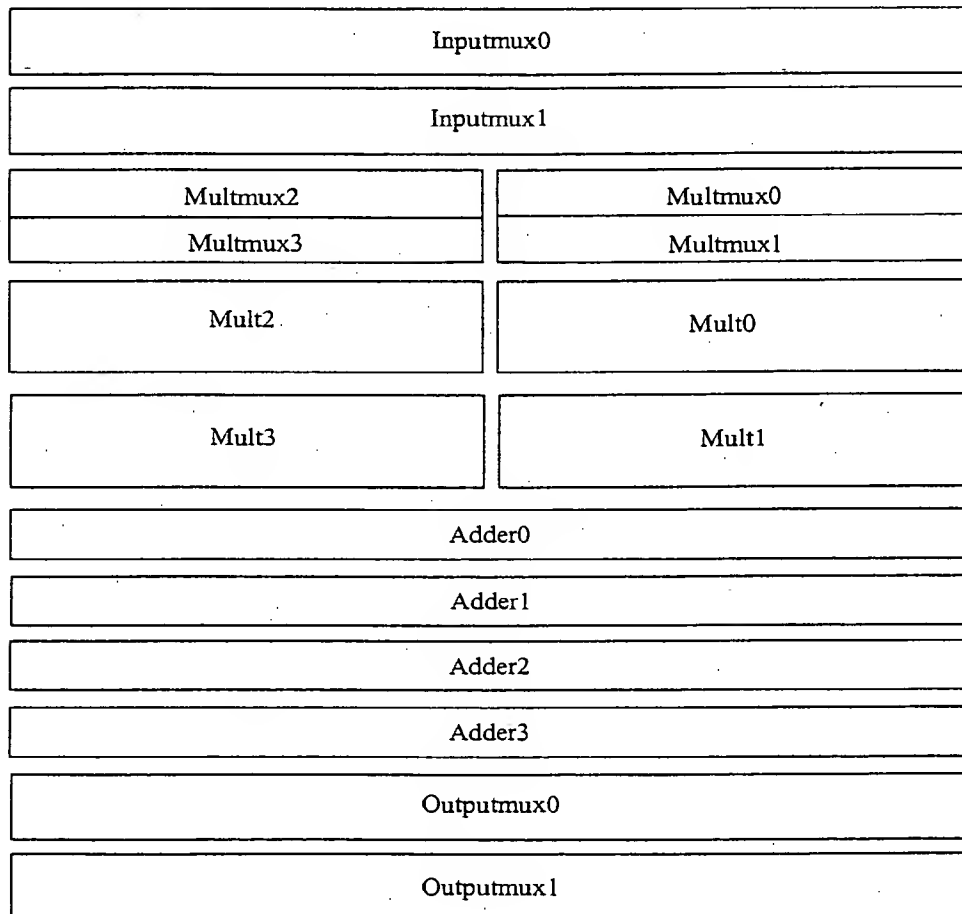 Inputmux0
Inputmux1
Multmux2 Multmux0
Multmux3 Multmux1
Mult2 Mult0
Mult3 Mult1
Adder0
Adder1
Adder2
Adder3
Outputmux0
Outputmux1